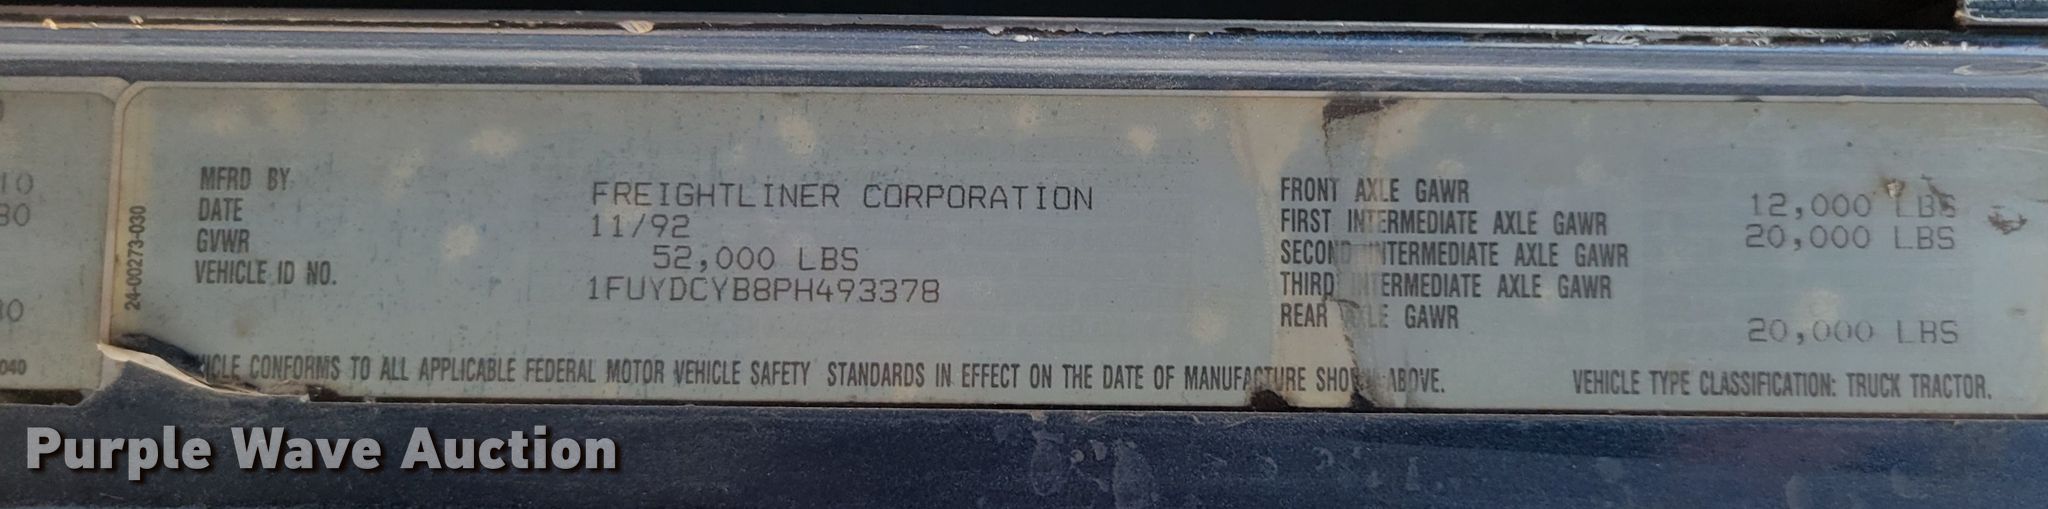 10
30
24-00273-030
MFRD BY FREIGHTLINER CORPORATION
DATE 11/92
GVWR 52,000 LBS
VEHICLE ID NO. 1FUYDCYB8PH493378
FRONT AXLE GAWR 12,000 LBS
FIRST INTERMEDIATE AXLE GAWR 20,000 LBS
SECOND INTERMEDIATE AXLE GAWR
THIRD INTERMEDIATE AXLE GAWR
REAR AXLE GAWR 20,000 LBS
040
CONFORMS TO ALL APPLICABLE FEDERAL MOTOR VEHICLE SAFETY STANDARDS IN EFFECT ON THE DATE OF MANUFACTURE SHOWN ABOVE.
VEHICLE TYPE CLASSIFICATION: TRUCK TRACTOR.
Purple Wave Auction